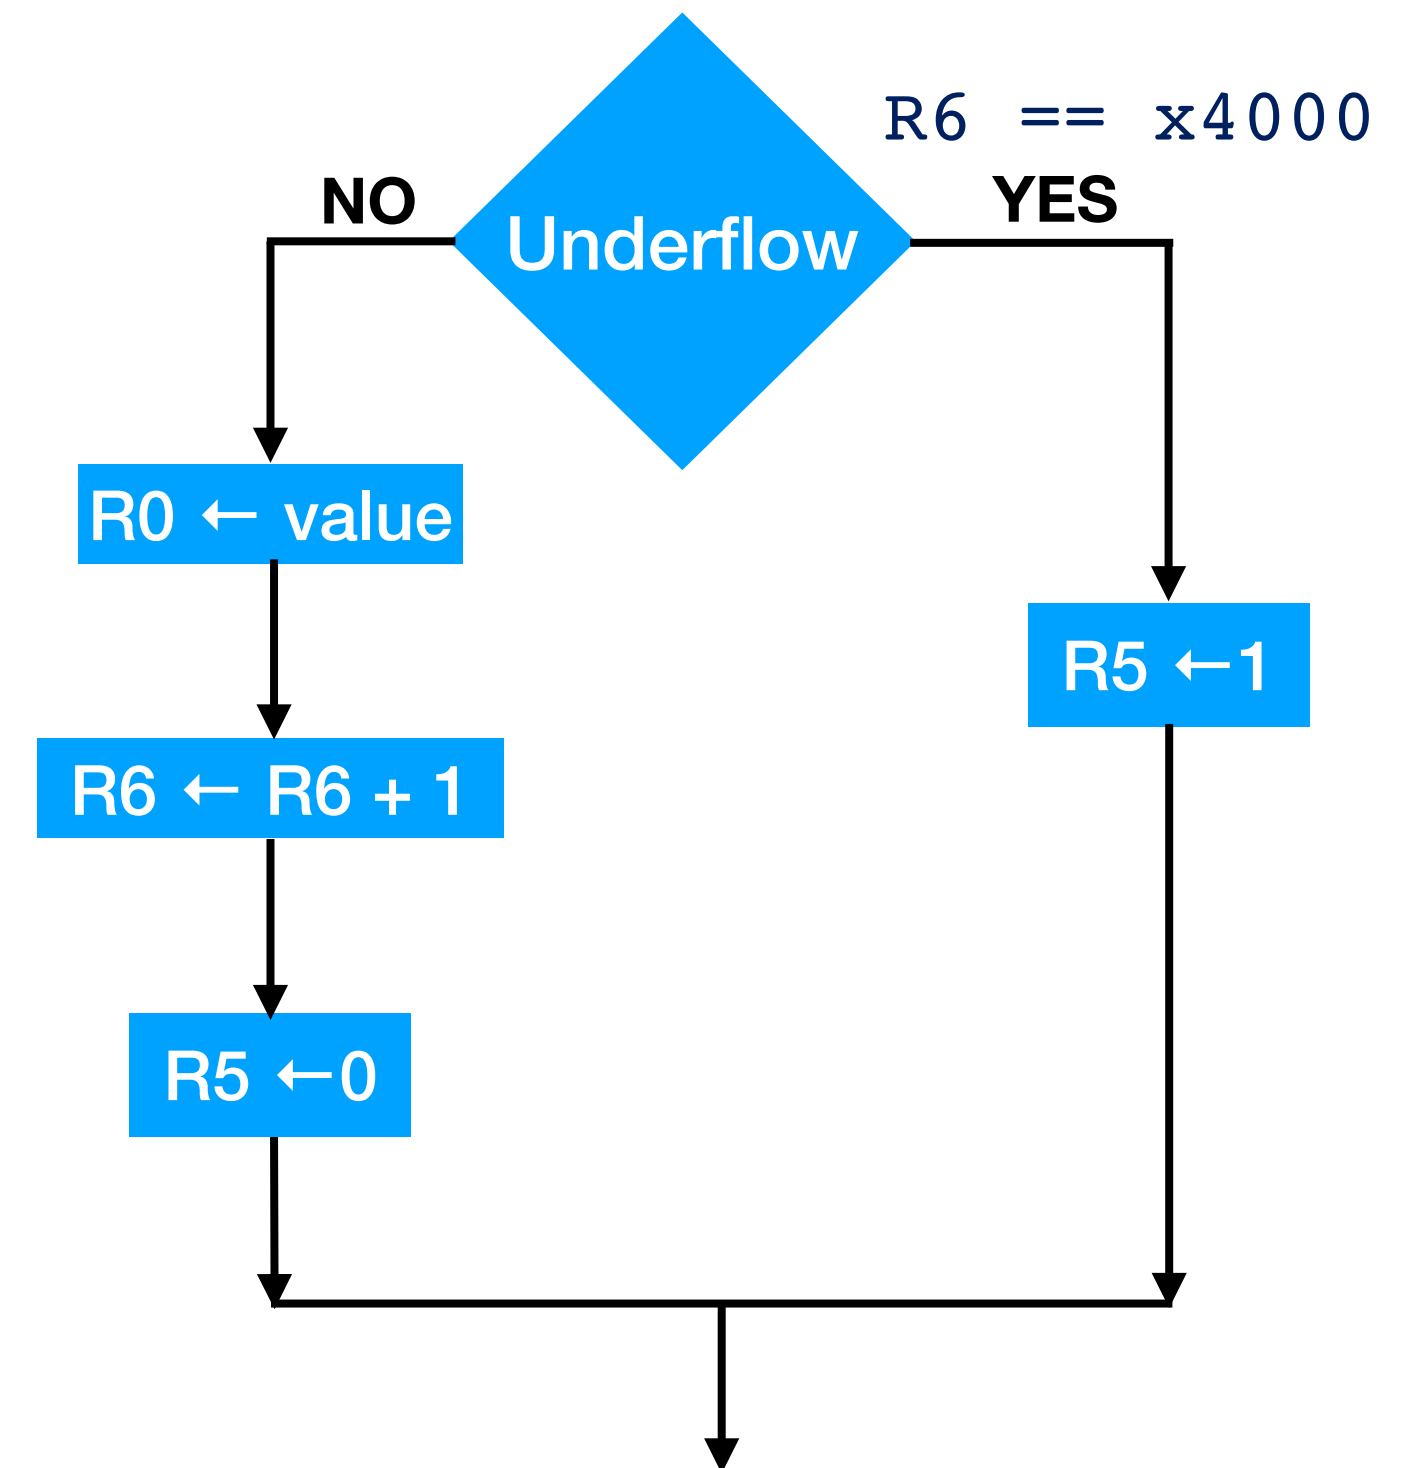 R6 == x4000
NO
YES
Underflow
R0 ← value
R5 ←1
R6 ← R6 + 1
R5 ←0